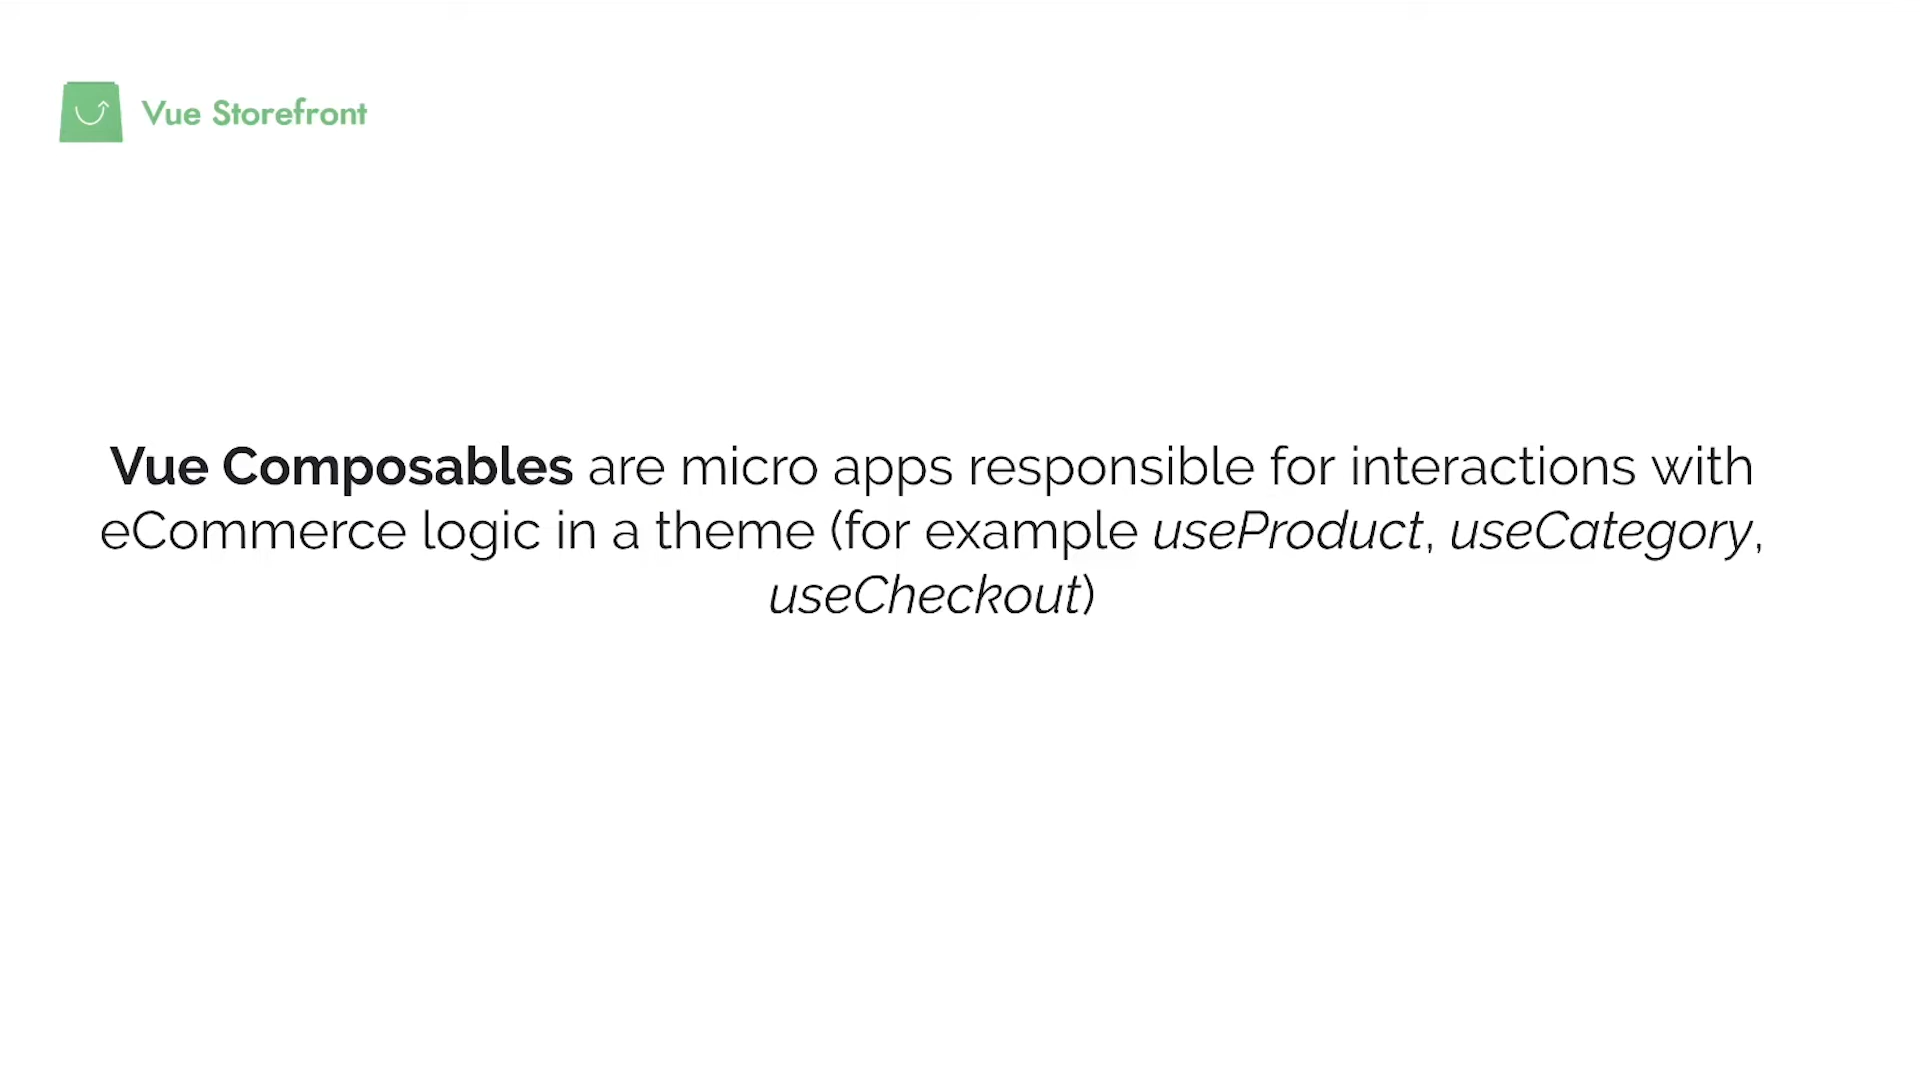 Vue Storefront
Vue Composables are micro apps responsible for interactions with
eCommerce logic in a theme (for example useProduct, useCategory,
useCheckout)